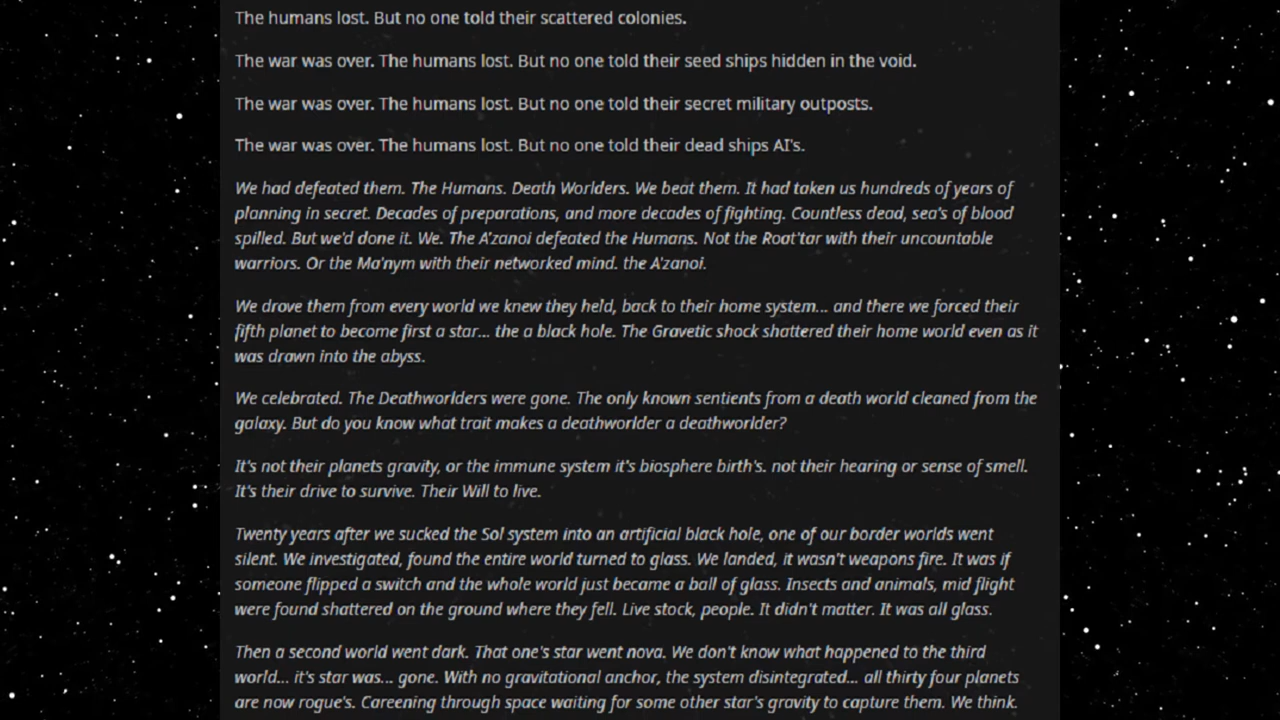 The humans lost. But no one told their scattered colonies.
The war was over. The humans lost. But no one told their seed ships hidden in the void.
The war was over. The humans lost. But no one told their secret military outposts.
The war was over. The humans lost. But no one told their dead ships AI's.
We had defeated them. The Humans. Death Worlders. We beat them. It had taken us hundreds of years of
planning in secret. Decades of preparations, and more decades of fighting. Countless dead, sea's of blood
spilled. But we'd done it. We. The A'zanoi defeated the Humans. Not the Roat'tar with their uncountable
warriors. Or the Ma'nym with their networked mind. the A'zanoi.
We drove them from every world we knew they held, back to their home system... and there we forced their
fifth planet to become first a star... the a black hole. The Gravetic shock shattered their home world even as it
was drawn into the abyss.
We celebrated. The Deathworlders were gone. The only known sentients from a death world cleaned from the
galaxy. But do you know what trait makes a deathworlder a deathworlder?
It's not their planets gravity, or the immune system it's biosphere birth's. not their hearing or sense of smell.
It's their drive to survive. Their Will to live.
Twenty years after we sucked the Sol system into an artificial black hole, one of our border worlds went
silent. We investigated, found the entire world turned to glass. We landed, it wasn't weapons fire. It was if
someone flipped a switch and the whole world just became a ball of glass. Insects and animals, mid flight
were found shattered on the ground where they fell. Live stock, people. It didn't matter. It was all glass.
Then a second world went dark. That one's star went nova. We don't know what happened to the third
world... it's star was... gone. With no gravitational anchor, the system disintegrated... all thirty four planets
are now rogue's. Careening through space waiting for some other star's gravity to capture them. We think.